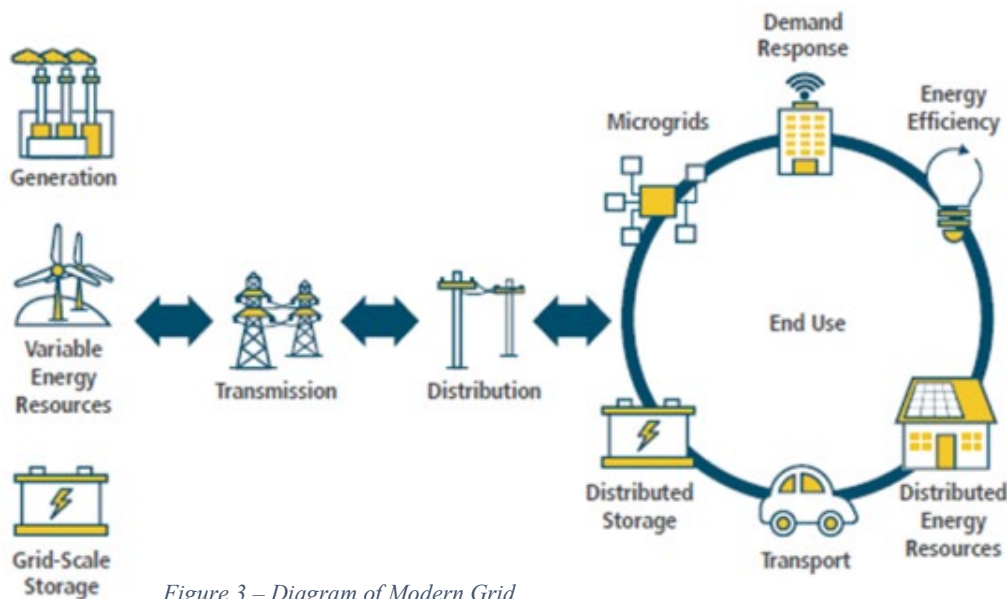 Generation
Variable
Energy
Resources
Grid-Scale
Storage
Transmission
Distribution
End Use
Demand
Response
Energy
Efficiency
Distributed
Energy
Resources
Transport
Distributed
Storage
Microgrids
Figure 3 – Diagram of Modern Grid